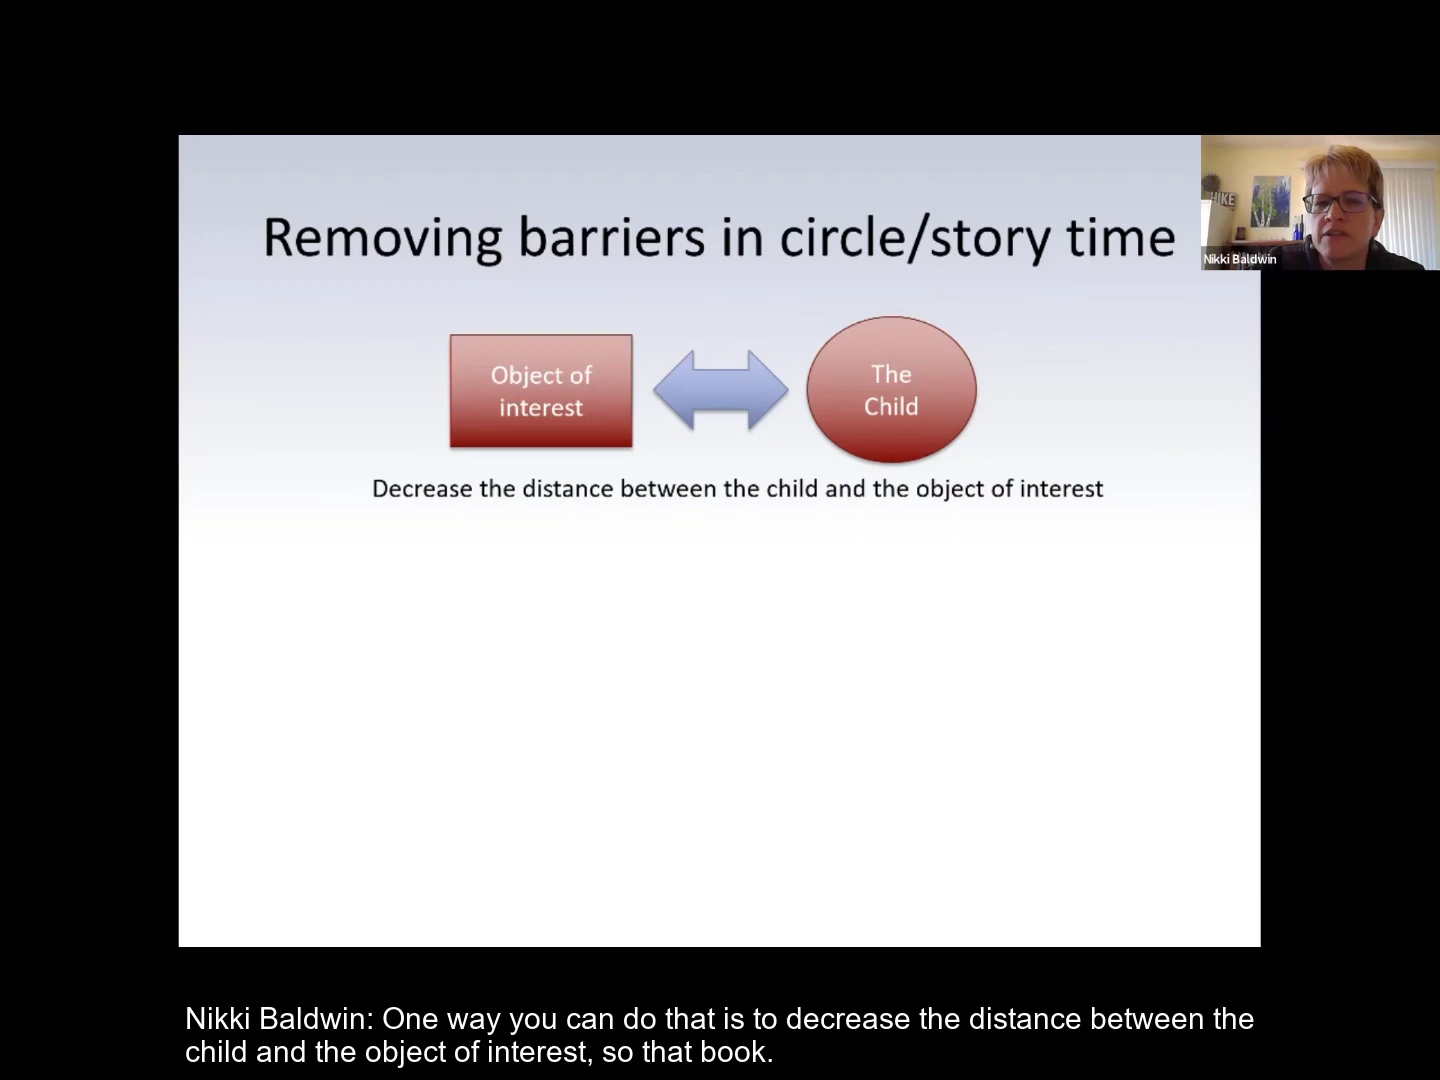 Removing barriers in circle/story time
HIKE
Nikki Baldwin
Object of
interest
The
Child
Decrease the distance between the child and the object of interest
Nikki Baldwin: One way you can do that is to decrease the distance between the
child and the object of interest, so that book.